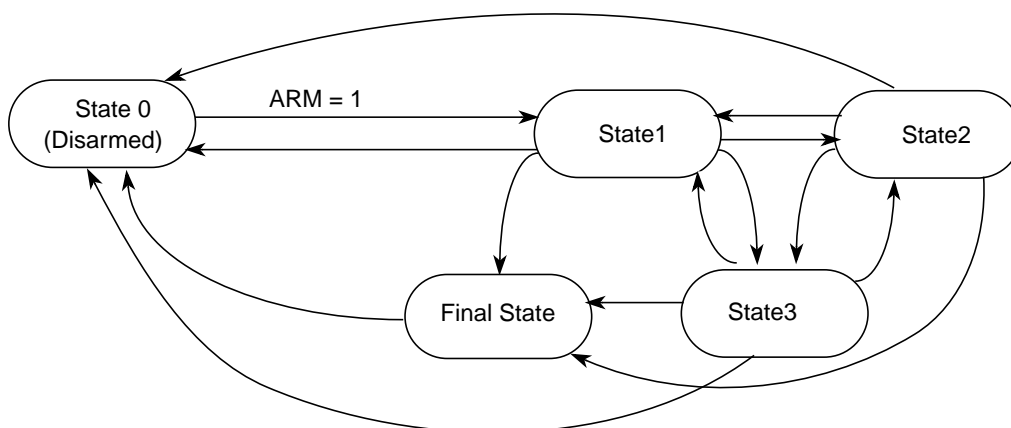 State 0
(Disarmed)
ARM = 1
State1
State2
Final State
State3